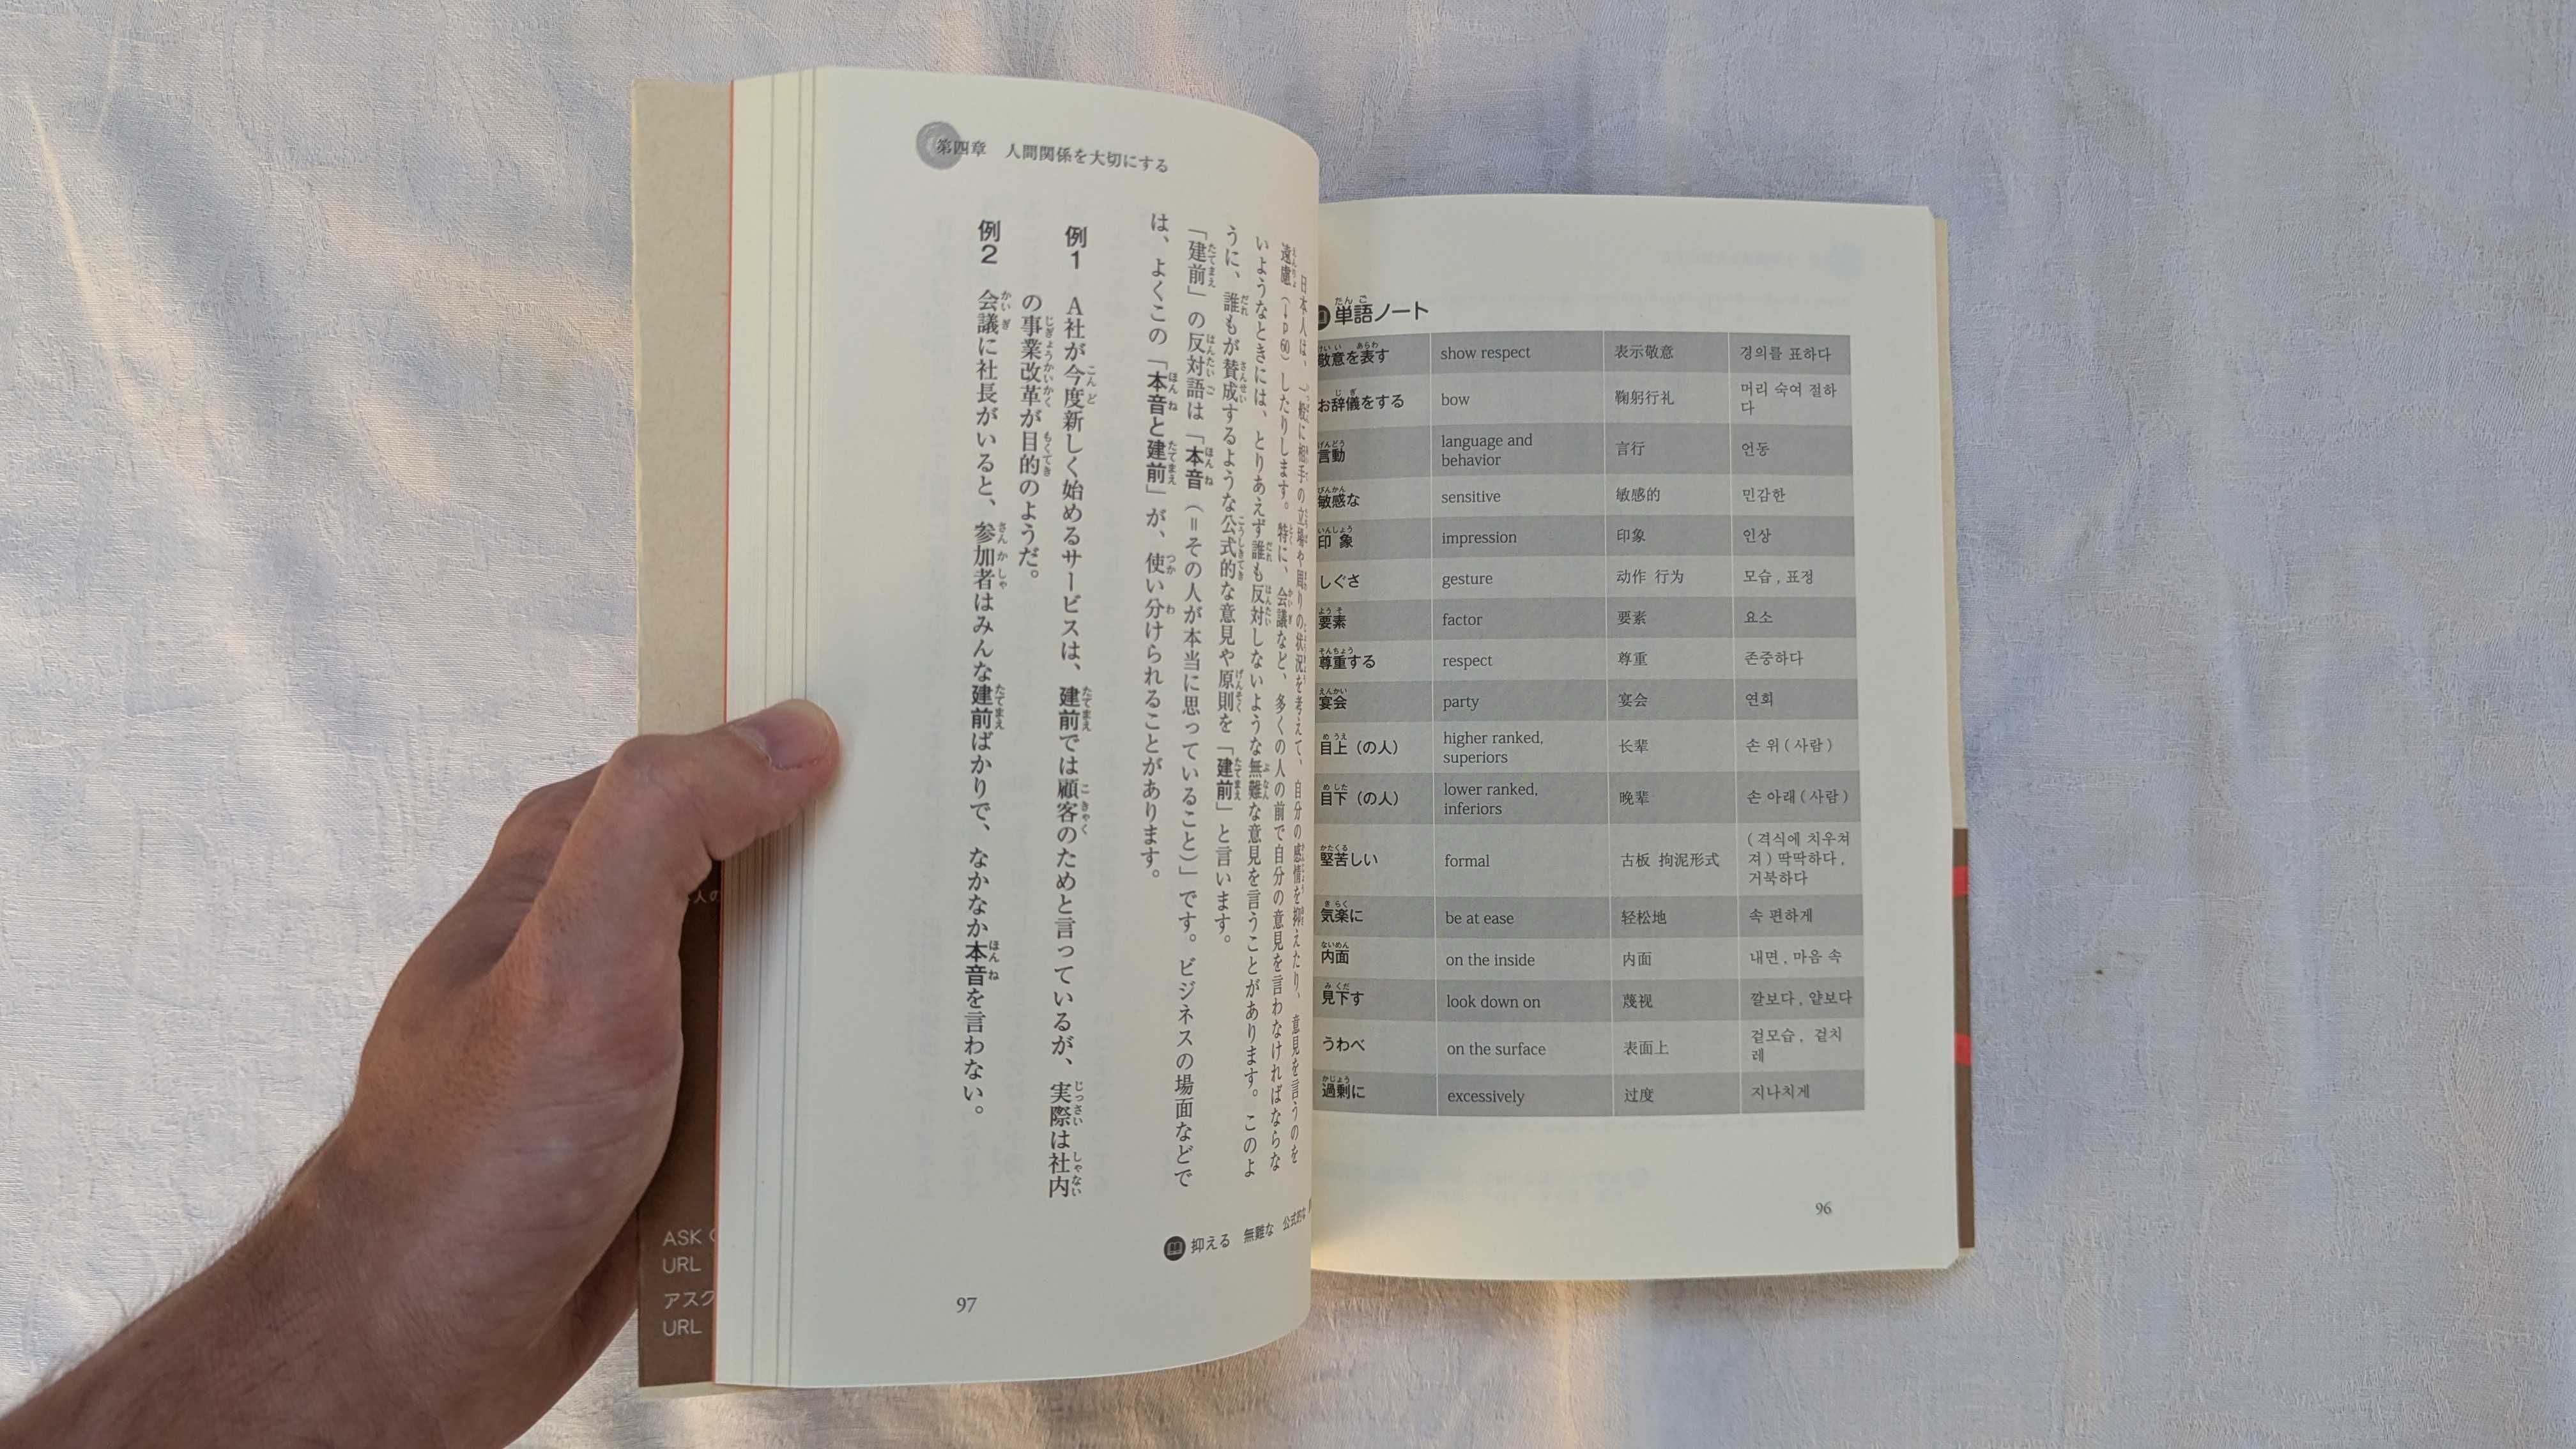 単語ノート
敬意を表す show respect 表示敬意 경의를 표하다
お辞儀をする bow 鞠躬行礼 머리 숙여 절하다
言動 language and behavior 言行 언동
敏感な sensitive 敏感的 민감한
印象 impression 印象 인상
しぐさ gesture 动作 行为 모습, 표정
要素 factor 要素 요소
尊重する respect 尊重 존중하다
宴会 party 宴会 연회
目上（の人） higher ranked, superiors 长辈 손 위 ( 사람 )
目下（の人） lower ranked, inferiors 晚辈 손 아래 ( 사람 )
堅苦しい formal 古板 拘泥形式 ( 격식에 치우쳐져 ) 딱딱하다, 거북하다
気楽に be at ease 轻松地 속 편하게
内面 on the inside 内面 내면, 마음 속
見下す look down on 蔑视 깔보다, 얕보다
うわべ on the surface 表面上 겉모습, 겉치레
過剰に excessively 过度 지나치게
96
第四章 人間関係を大切にする
日本人は、一般に相手の立場や周りの状況を考えて、自分の感情を抑えたり、意見を言うのを
遠慮（→p60）したりします。特に、会議など、多くの人の前で自分の意見を言わなければならな
いようなときには、とりあえず誰も反対しないような無難な意見を言うことがあります。このよ
うに、誰もが賛成するような公式的な意見や原則を「建前」と言います。
「建前」の反対語は「本音（＝その人が本当に思っていること）」です。ビジネスの場面などで
は、よくこの「本音と建前」が、使い分けられることがあります。
例1 A社が今度新しく始めるサービスは、建前では顧客のためと言っているが、実際は社内
の事業改革が目的のようだ。
例2 会議に社長がいると、参加者はみんな建前ばかりで、なかなか本音を言わない。
抑える 無難な 公式的な
97
人の
ASK
URL
アスク
URL